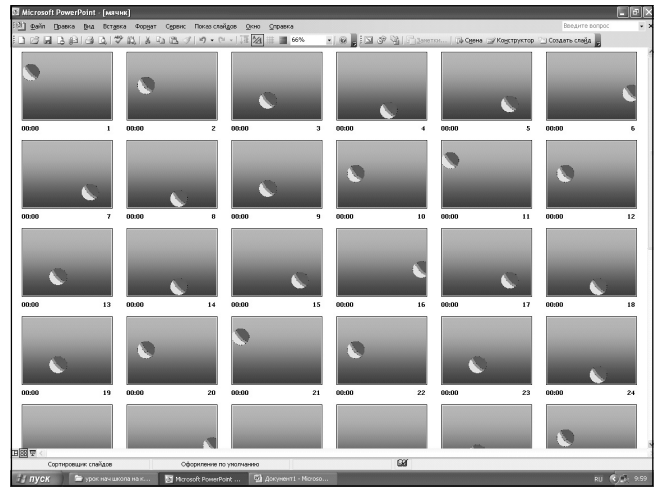 Microsoft PowerPoint - [мячик]
Файл Правка Вид Вставка Формат Сервис Показ слайдов Окно Справка Введите вопрос
66% Заметки... Смена Конструктор Создать слайд
00:00 1 00:00 2 00:00 3 00:00 4 00:00 5 00:00 6
00:00 7 00:00 8 00:00 9 00:00 10 00:00 11 00:00 12
00:00 13 00:00 14 00:00 15 00:00 16 00:00 17 00:00 18
00:00 19 00:00 20 00:00 21 00:00 22 00:00 23 00:00 24
Сортировщик слайдов Оформление по умолчанию
пуск урок нач школа на к... Microsoft PowerPoint ... Документ1 - Microso... RU 9:59